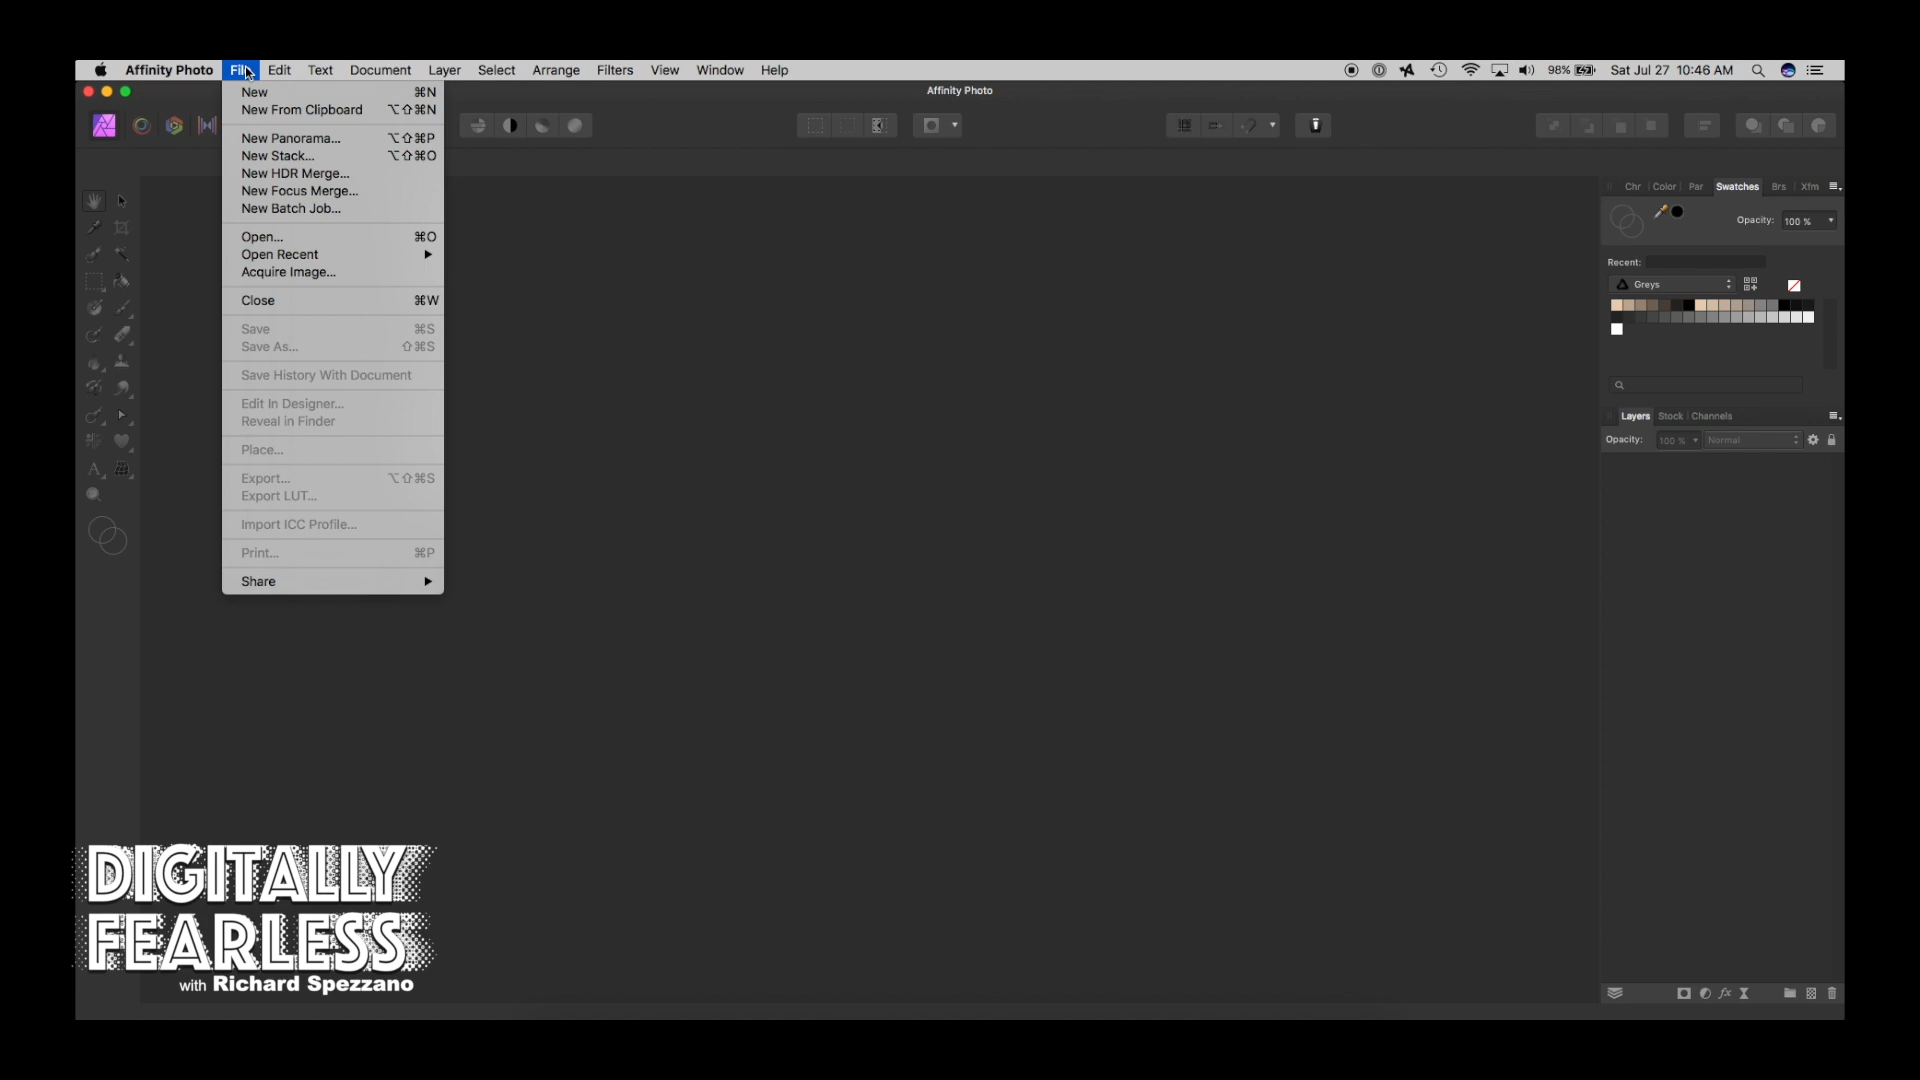 Affinity Photo File Edit Text Document Layer Select Arrange Filters View Window Help 98% Sat Jul 27 10:46 AM
Affinity Photo
New ⌘N
New From Clipboard ⌥⇧⌘N
New Panorama... ⌥⇧⌘P
New Stack... ⌥⇧⌘O
New HDR Merge...
New Focus Merge...
New Batch Job...
Open... ⌘O
Open Recent
Acquire Image...
Close ⌘W
Save ⌘S
Save As... ⇧⌘S
Save History With Document
Edit In Designer...
Reveal in Finder
Place...
Export... ⌥⇧⌘S
Export LUT...
Import ICC Profile...
Print... ⌘P
Share
Chr Color Par Swatches Brs Xfm
Opacity: 100 %
Recent:
Greys
Layers Stock Channels
Opacity: 100 % Normal
DIGITALLY
FEARLESS
with Richard Spezzano